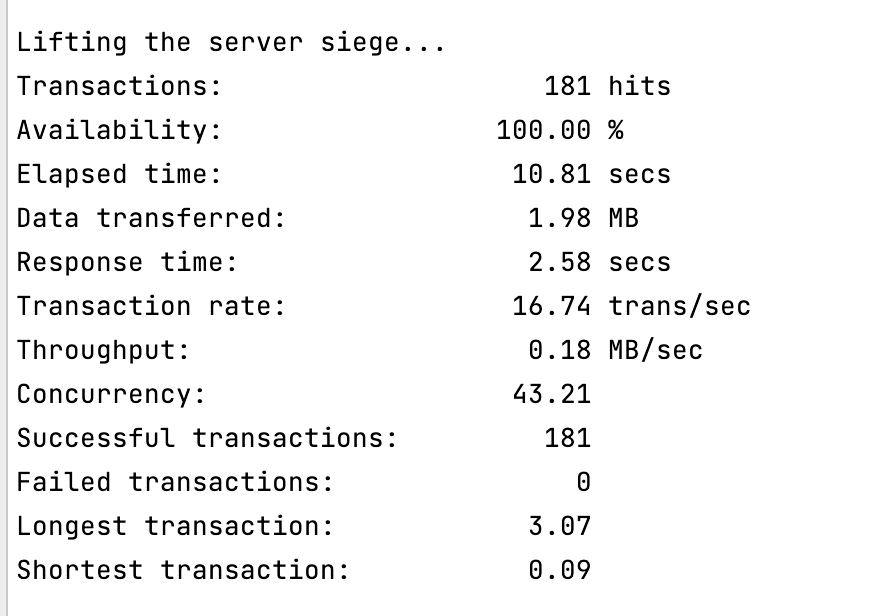 Lifting the server siege...
Transactions: 181 hits
Availability: 100.00 %
Elapsed time: 10.81 secs
Data transferred: 1.98 MB
Response time: 2.58 secs
Transaction rate: 16.74 trans/sec
Throughput: 0.18 MB/sec
Concurrency: 43.21
Successful transactions: 181
Failed transactions: 0
Longest transaction: 3.07
Shortest transaction: 0.09